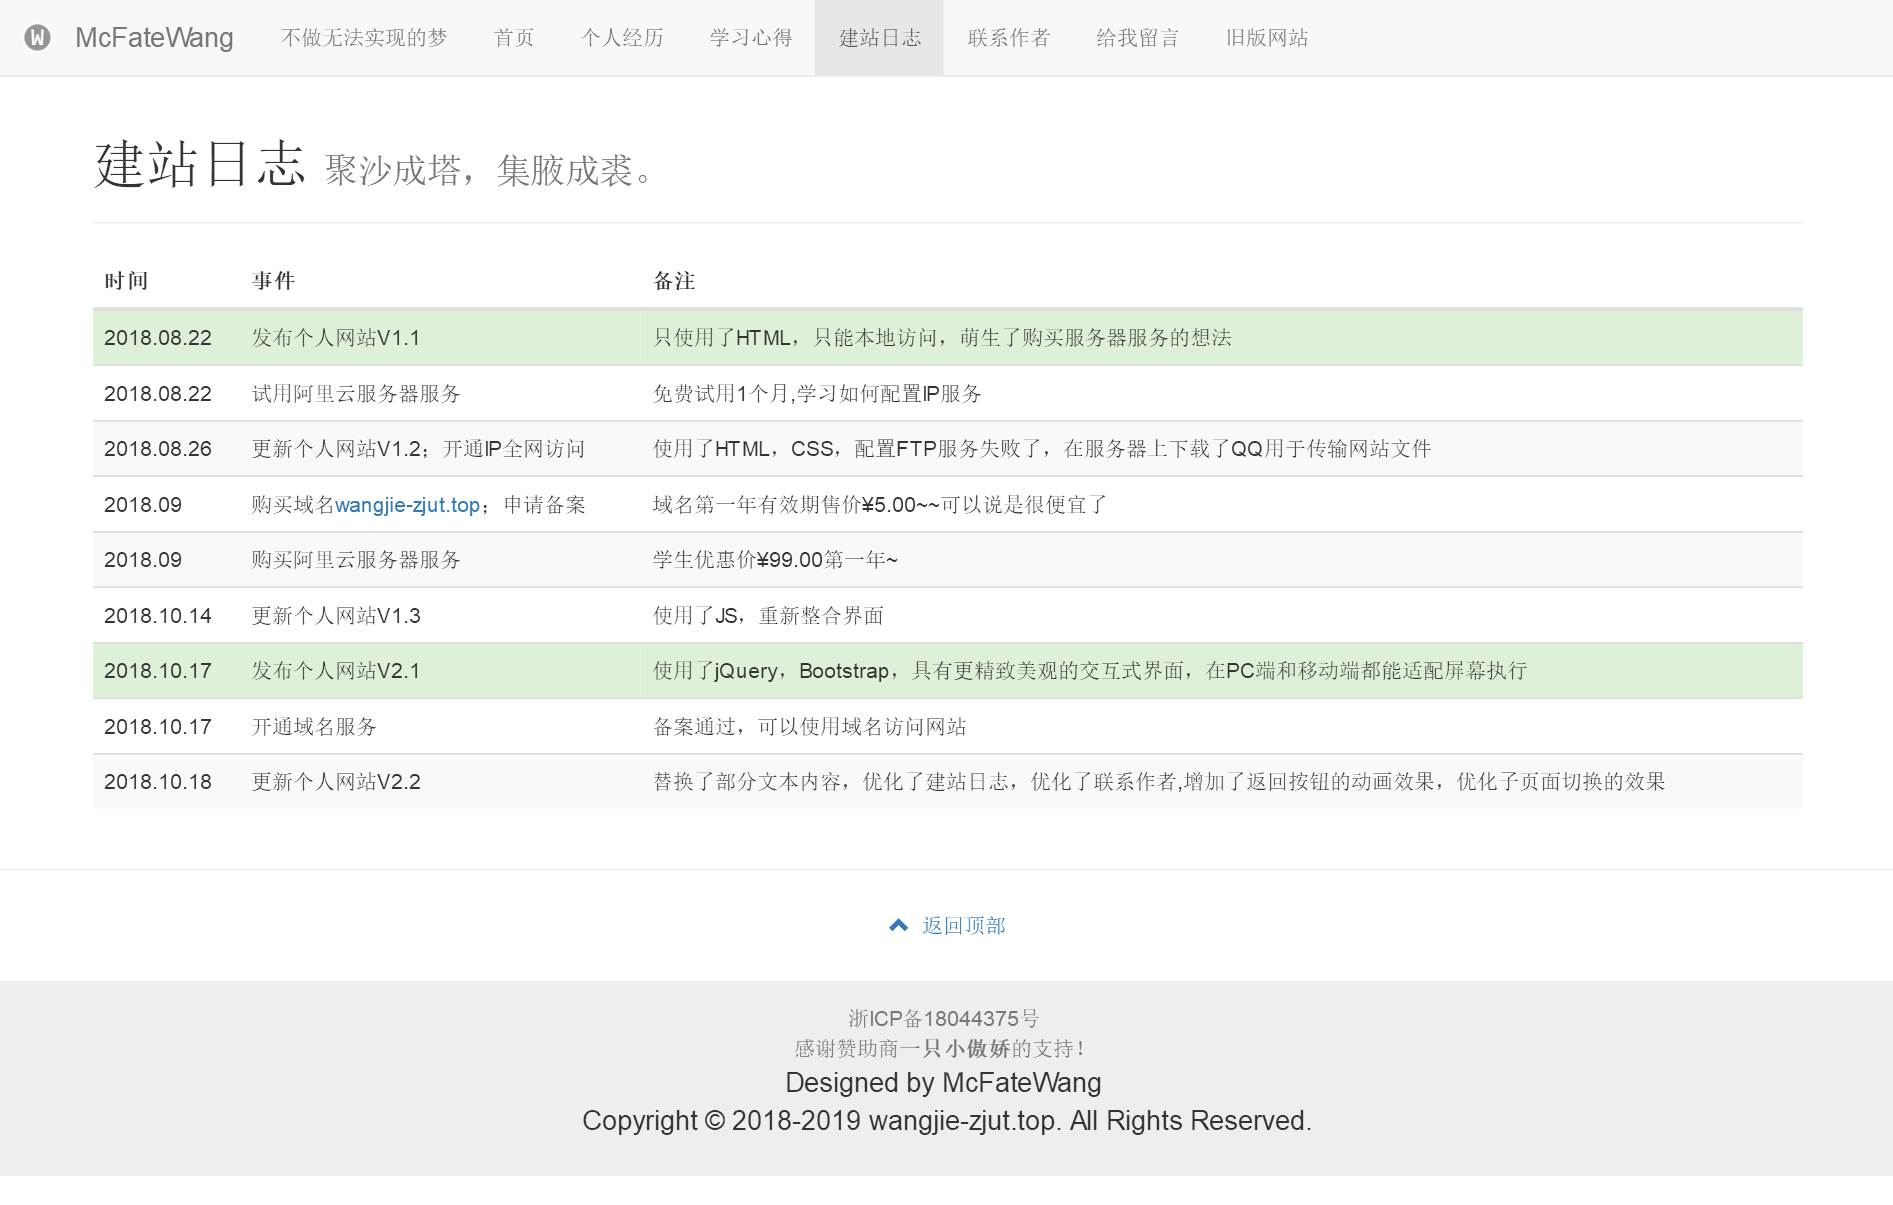 W McFateWang 不做无法实现的梦 首页 个人经历 学习心得 建站日志 联系作者 给我留言 旧版网站
建站日志 聚沙成塔，集腋成裘。
时间 事件 备注
2018.08.22 发布个人网站V1.1 只使用了HTML，只能本地访问，萌生了购买服务器服务的想法
2018.08.22 试用阿里云服务器服务 免费试用1个月,学习如何配置IP服务
2018.08.26 更新个人网站V1.2；开通IP全网访问 使用了HTML，CSS，配置FTP服务失败了，在服务器上下载了QQ用于传输网站文件
2018.09 购买域名wangjie-zjut.top；申请备案 域名第一年有效期售价¥5.00~~可以说是很便宜了
2018.09 购买阿里云服务器服务 学生优惠价¥99.00第一年~
2018.10.14 更新个人网站V1.3 使用了JS，重新整合界面
2018.10.17 发布个人网站V2.1 使用了jQuery，Bootstrap，具有更精致美观的交互式界面，在PC端和移动端都能适配屏幕执行
2018.10.17 开通域名服务 备案通过，可以使用域名访问网站
2018.10.18 更新个人网站V2.2 替换了部分文本内容，优化了建站日志，优化了联系作者,增加了返回按钮的动画效果，优化子页面切换的效果
返回顶部
浙ICP备18044375号
感谢赞助商一只小傲娇的支持！
Designed by McFateWang
Copyright © 2018-2019 wangjie-zjut.top. All Rights Reserved.